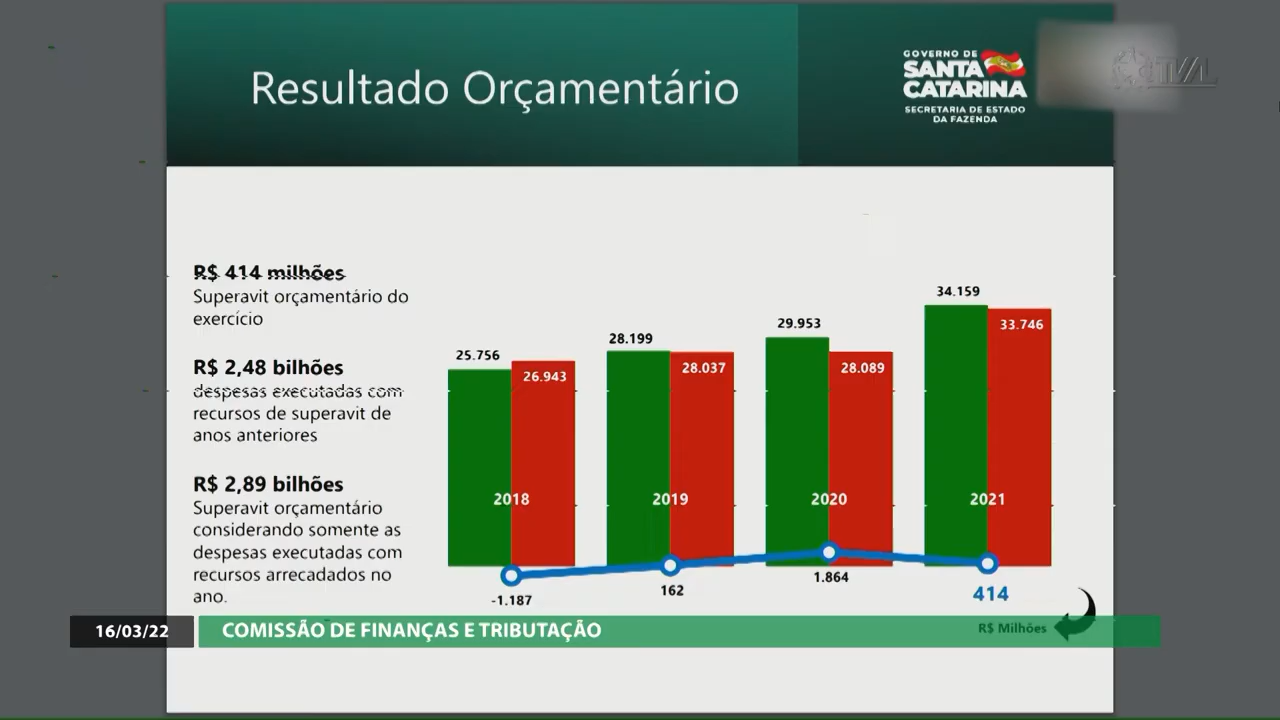 Resultado Orçamentário
GOVERNO DE
SANTA
CATARINA
SECRETARIA DE ESTADO
DA FAZENDA
TVAL
R$ 414 milhões
Superavit orçamentário do
exercício
R$ 2,48 bilhões
despesas executadas com
recursos de superavit de
anos anteriores
R$ 2,89 bilhões
Superavit orçamentário
considerando somente as
despesas executadas com
recursos arrecadados no
ano.
25.756
26.943
2018
-1.187
28.199
28.037
2019
162
29.953
28.089
2020
1.864
34.159
33.746
2021
414
R$ Milhões
16/03/22
COMISSÃO DE FINANÇAS E TRIBUTAÇÃO